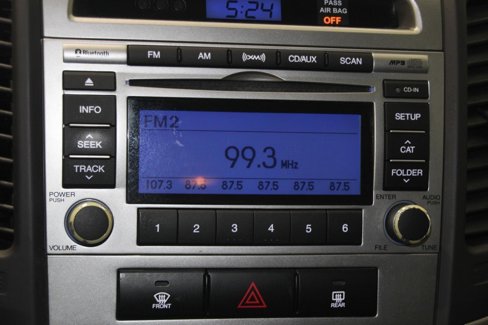 5:24
PASS
AIR BAG
OFF
Bluetooth
FM AM XM CD/AUX SCAN
MP3
CD-IN
INFO
SETUP
FM2
SEEK
CAT
99.3 MHz
TRACK
FOLDER
107.3 87.5 87.5 87.5 87.5 87.5
POWER
PUSH
ENTER
AUDIO
PUSH
1 2 3 4 5 6
VOLUME
FILE
TUNE
FRONT
REAR